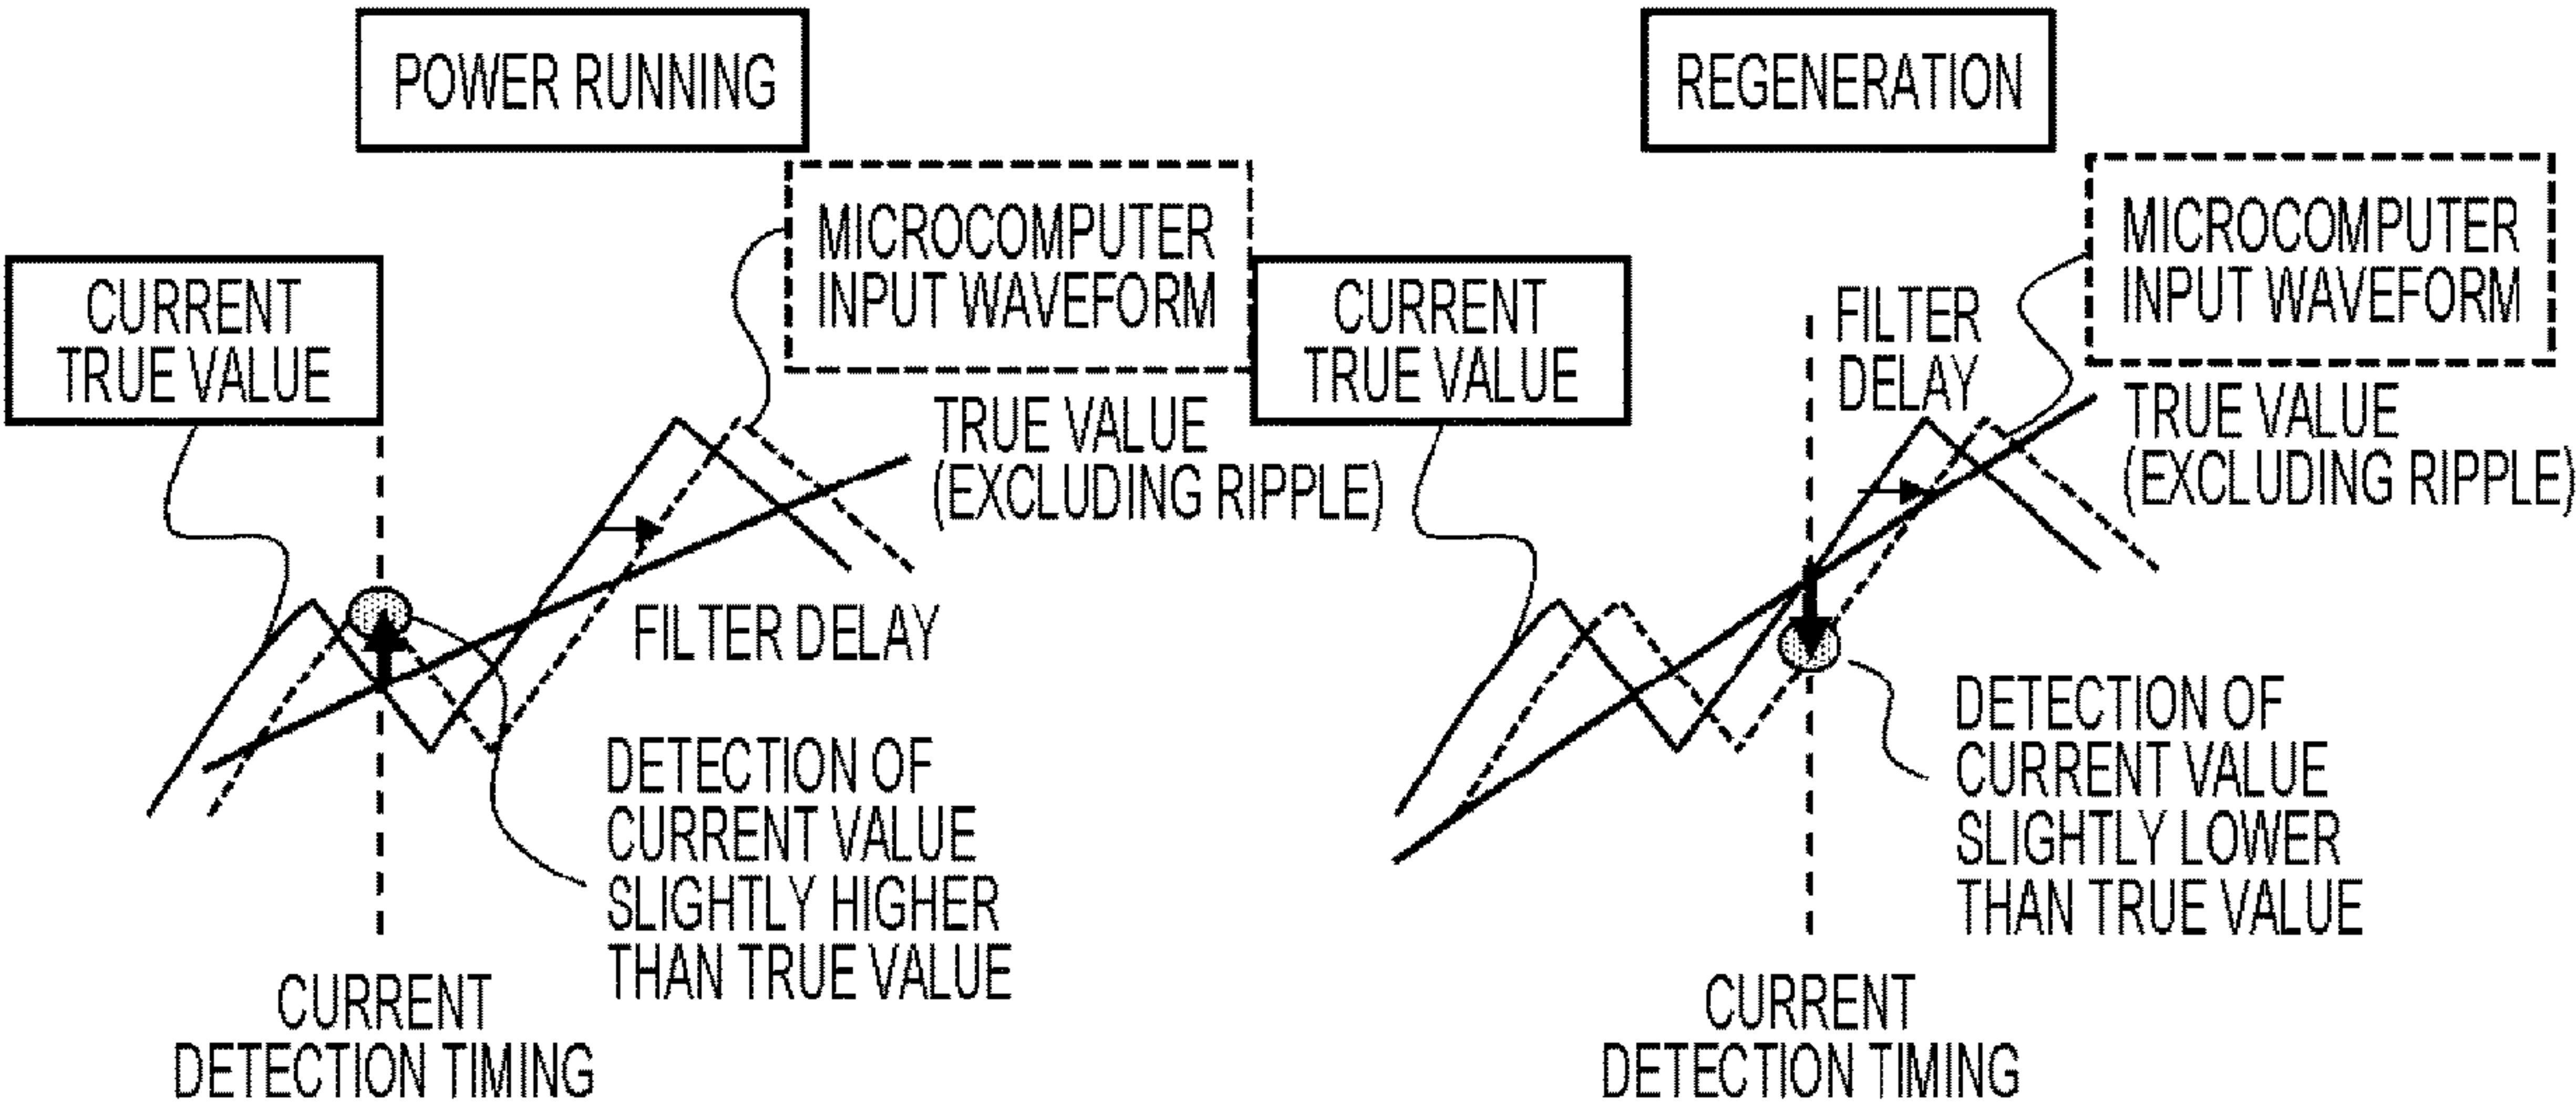 POWER RUNNING
MICROCOMPUTER
INPUT WAVEFORM
CURRENT
TRUE VALUE
TRUE VALUE
(EXCLUDING RIPPLE)
FILTER DELAY
DETECTION OF
CURRENT VALUE
SLIGHTLY HIGHER
THAN TRUE VALUE
CURRENT
DETECTION TIMING
REGENERATION
MICROCOMPUTER
INPUT WAVEFORM
CURRENT
TRUE VALUE
FILTER
DELAY
TRUE VALUE
(EXCLUDING RIPPLE)
DETECTION OF
CURRENT VALUE
SLIGHTLY LOWER
THAN TRUE VALUE
CURRENT
DETECTION TIMING